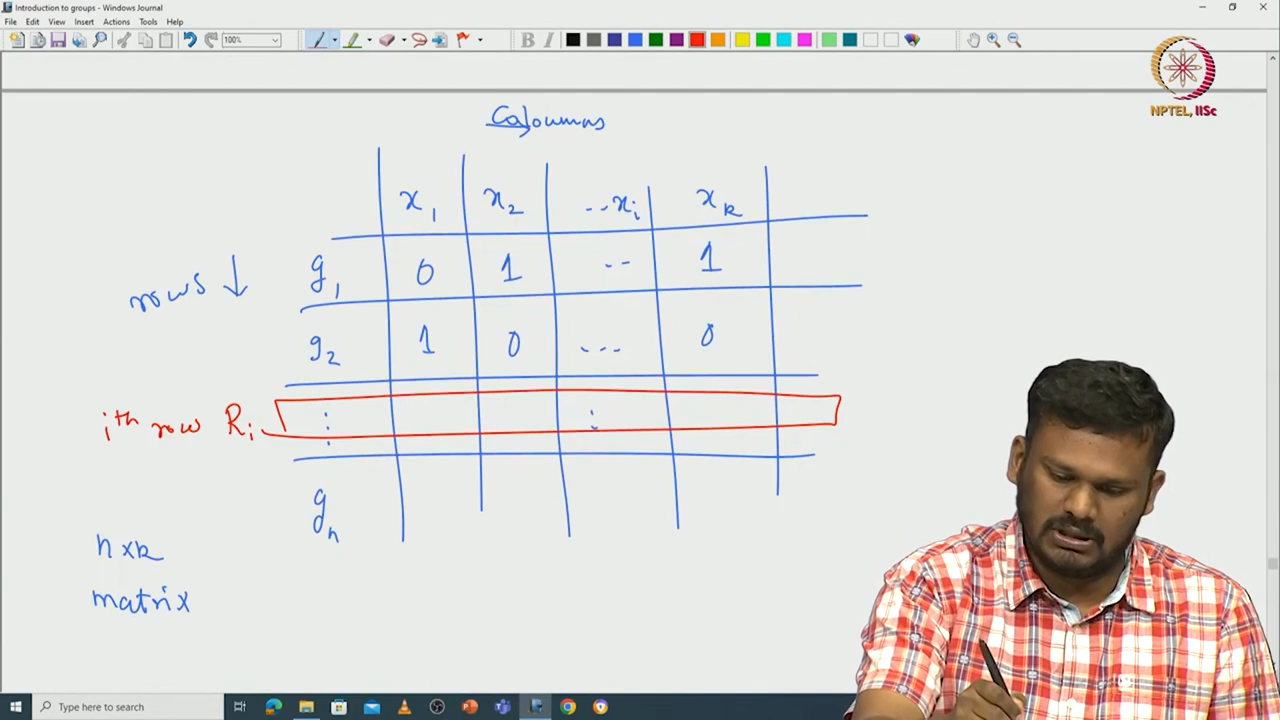 Introduction to groups - Windows Journal
File Edit View Insert Actions Tools Help
100%
B I
NPTEL, IISc
Coloumns
x₁ x₂ ..xᵢ xₖ
rows ↓ g₁ 0 1 .. 1
g₂ 1 0 ... 0
iᵗʰ row Rᵢ ⋮ ⋮
gₙ
n×k
matrix
Type here to search